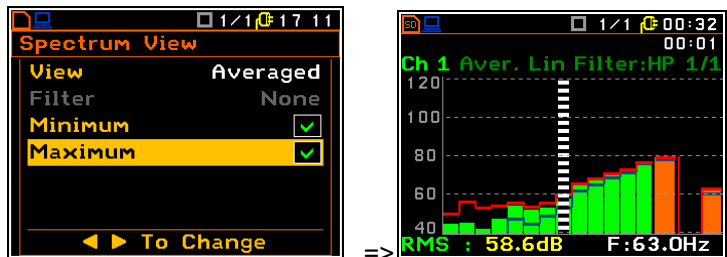 1/1 17 11
Spectrum View
View Averaged
Filter None
Minimum
Maximum
To Change
=>
SD 1/1 00:32
00:01
Ch 1 Aver. Lin Filter:HP 1/1
120
100
80
60
40
RMS : 58.6dB F:63.0Hz